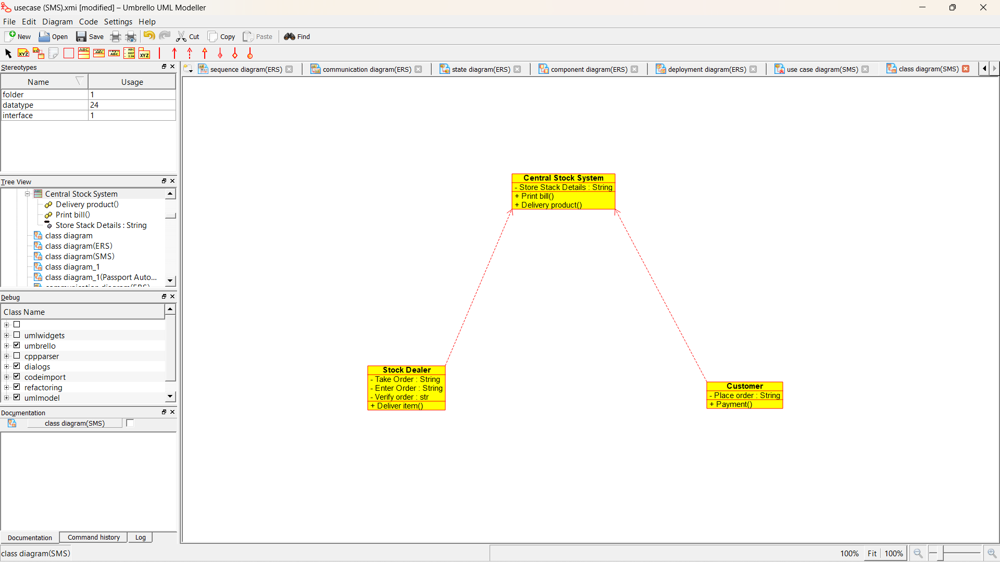 usecase (SMS).xmi [modified] – Umbrello UML Modeller
File Edit Diagram Code Settings Help
New Open Save Cut Copy Paste Find
Stereotypes
Name Usage
folder 1
datatype 24
interface 1
Tree View
Central Stock System
Delivery product()
Print bill()
Store Stack Details : String
class diagram
class diagram(ERS)
class diagram(SMS)
class diagram_1
class diagram_1(Passport Auto...
communication diagram(ERS)
Debug
Class Name
umlwidgets
umbrello
cppparser
dialogs
codeimport
refactoring
umlmodel
Documentation
class diagram(SMS)
Documentation Command history Log
class diagram(SMS)
sequence diagram(ERS) communication diagram(ERS) state diagram(ERS) component diagram(ERS) deployment diagram(ERS) use case diagram(SMS) class diagram(SMS)
Central Stock System
- Store Stack Details : String
+ Print bill()
+ Delivery product()
Stock Dealer
- Take Order : String
- Enter Order : String
- Verify order : str
+ Deliver item()
Customer
- Place order : String
+ Payment()
100% Fit 100%